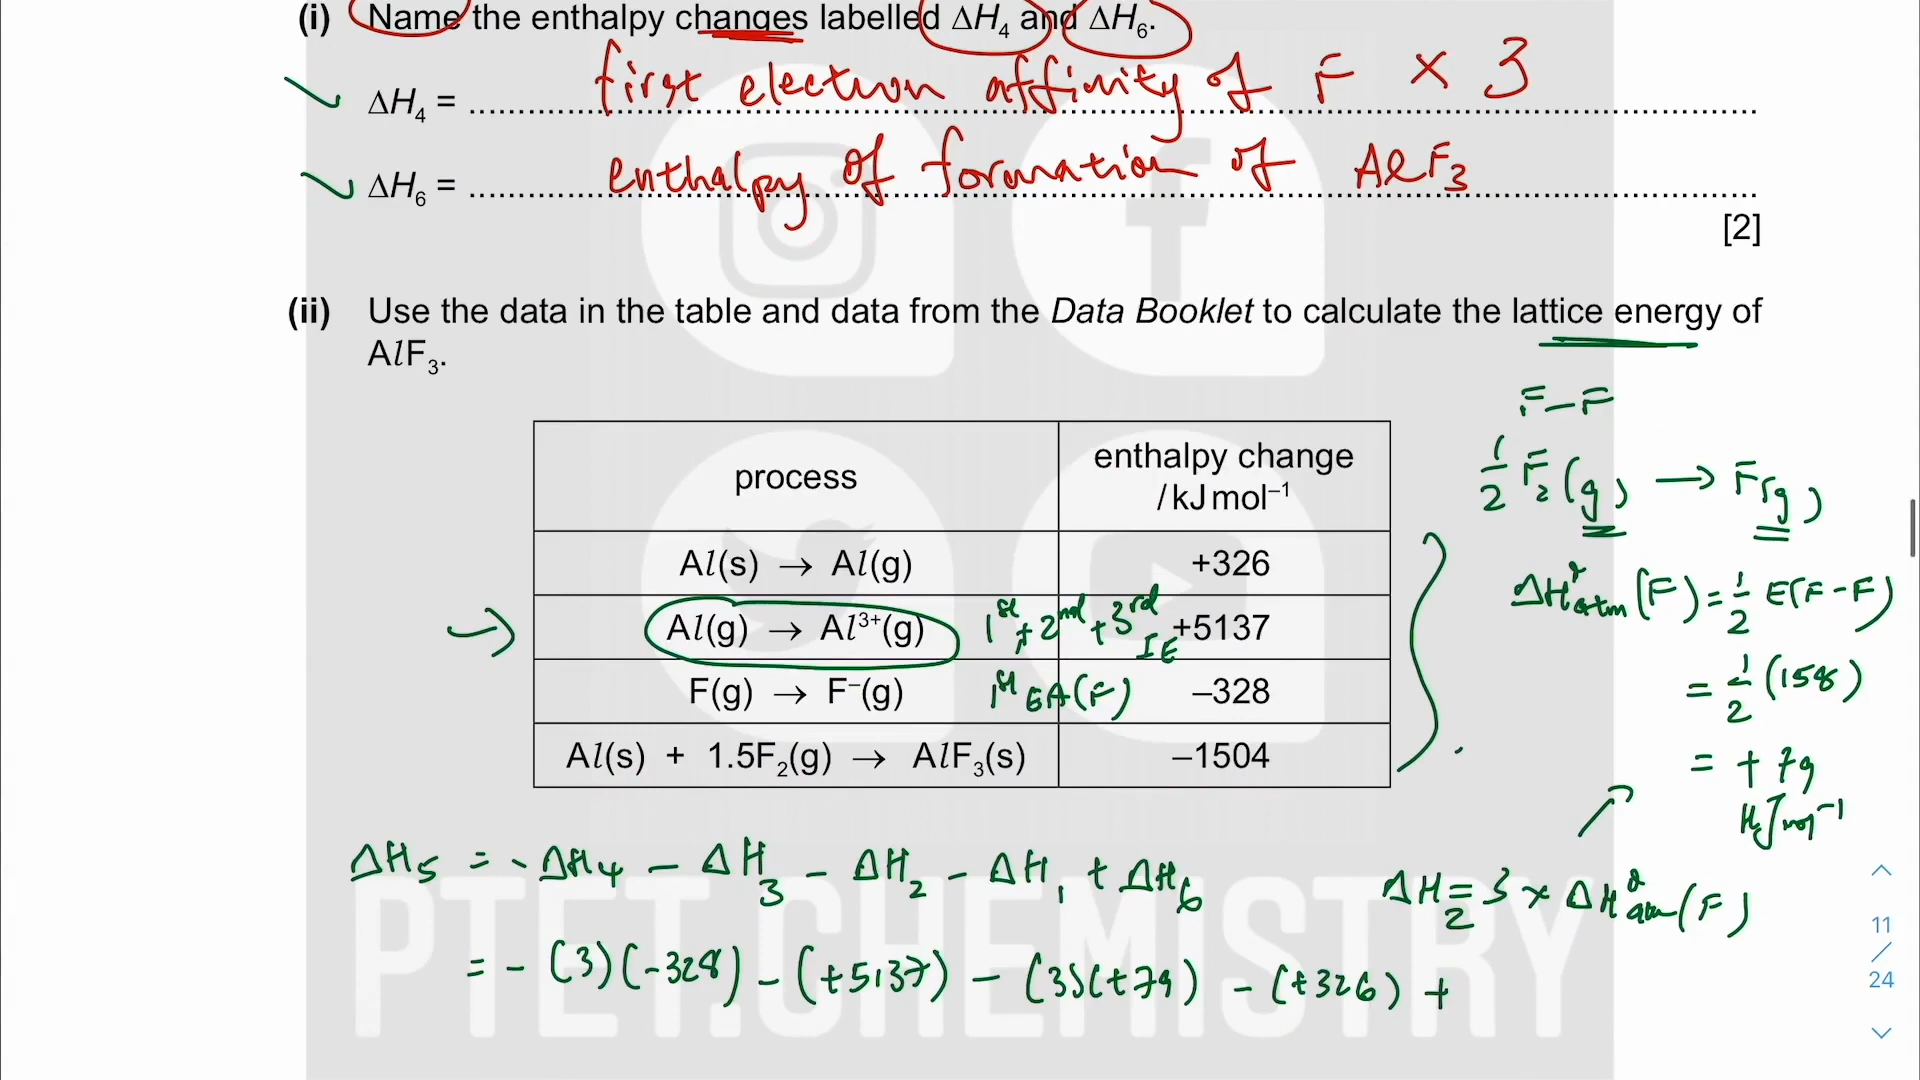 (i) Name the enthalpy changes labelled ΔH₄ and ΔH₆.
ΔH₄ = first electron affinity of F × 3
ΔH₆ = enthalpy of formation of AlF₃
[2]
(ii) Use the data in the table and data from the Data Booklet to calculate the lattice energy of
AlF₃.
F–F
½ F₂(g) → F(g)
process enthalpy change /kJ mol⁻¹
Al(s) → Al(g) +326
Al(g) → Al³⁺(g) 1st + 2nd + 3rd IE +5137
F(g) → F⁻(g) 1st EA(F) –328
Al(s) + 1.5F₂(g) → AlF₃(s) –1504
ΔH°atm(F) = ½ E(F-F)
= ½ (158)
= + 79
kJ mol⁻¹
ΔH₅ = - ΔH₄ – ΔH₃ – ΔH₂ – ΔH₁ + ΔH₆
ΔH₂ = 3 × ΔH°atm(F)
= - (3)(-328) – (+5137) – (3)(+79) – (+326) +
PTET.CHEMISTRY
11
/
24